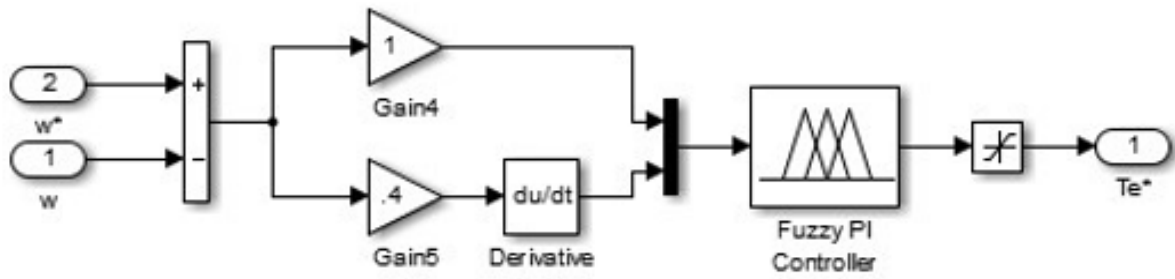 2
w*
1
w
+
−
1
Gain4
.4
Gain5
du/dt
Derivative
Fuzzy PI
Controller
1
Te*